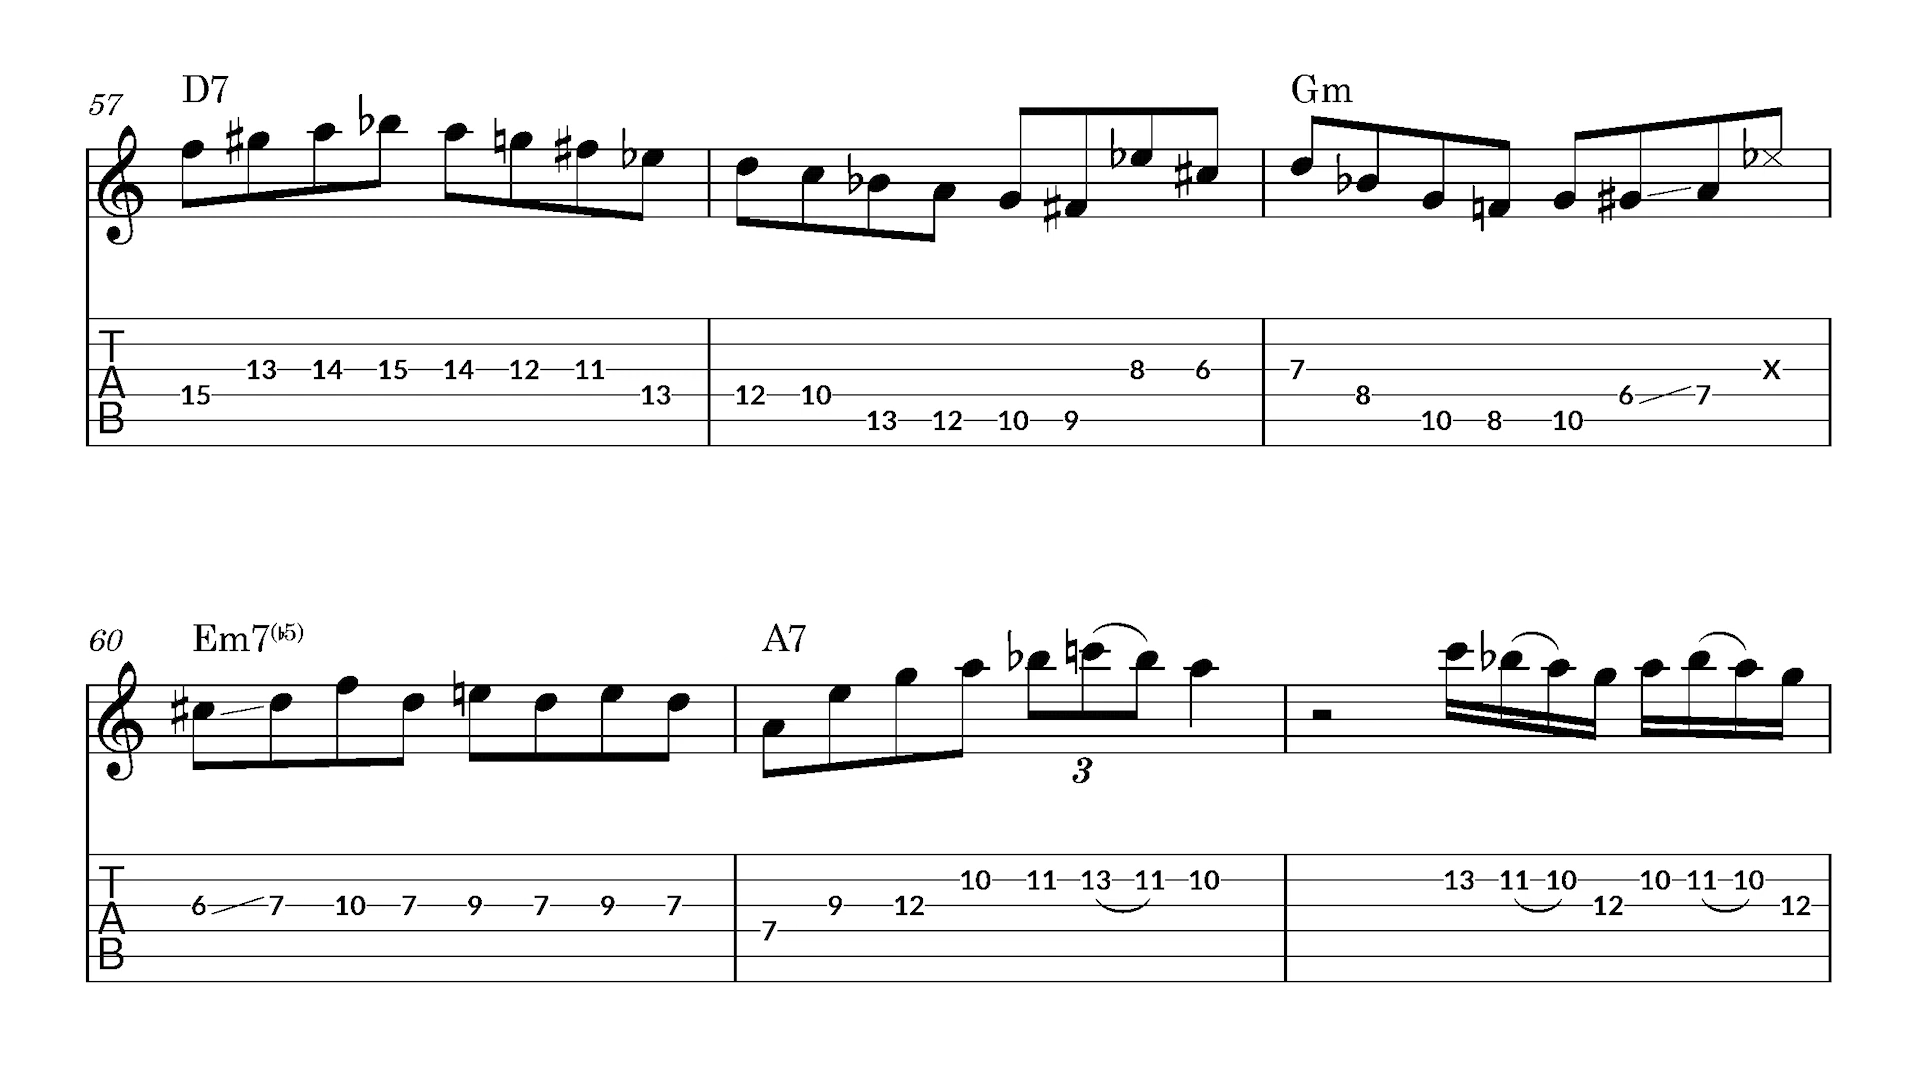 57 D7 Gm
T
A
B
13 14 15 14 12 11 8 6 7 X
15 13 12 10 8 6 7
13 12 10 9 10 8 10
60 Em7(♭5) A7
3
T
A
B
10 11 13 11 10 13 11 10 10 11 10
6 7 10 7 9 7 9 7 9 12 12 12
7